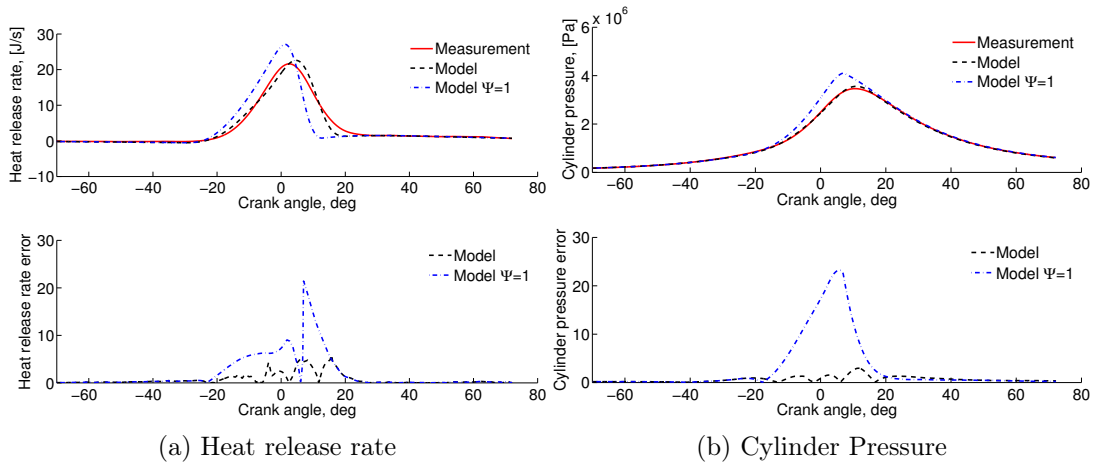 Heat release rate, [J/s]
40
30
20
10
0
−10
−60 −40 −20 0 20 40 60 80
Crank angle, deg
Measurement
Model
Model Ψ=1
Cylinder pressure, [Pa]
x 10^6
6
4
2
0
−60 −40 −20 0 20 40 60 80
Crank angle, deg
Measurement
Model
Model Ψ=1
Heat release rate error
30
20
10
0
−60 −40 −20 0 20 40 60 80
Crank angle, deg
Model
Model Ψ=1
Cylinder pressure error
30
20
10
0
−60 −40 −20 0 20 40 60 80
Crank angle, deg
Model
Model Ψ=1
(a) Heat release rate
(b) Cylinder Pressure